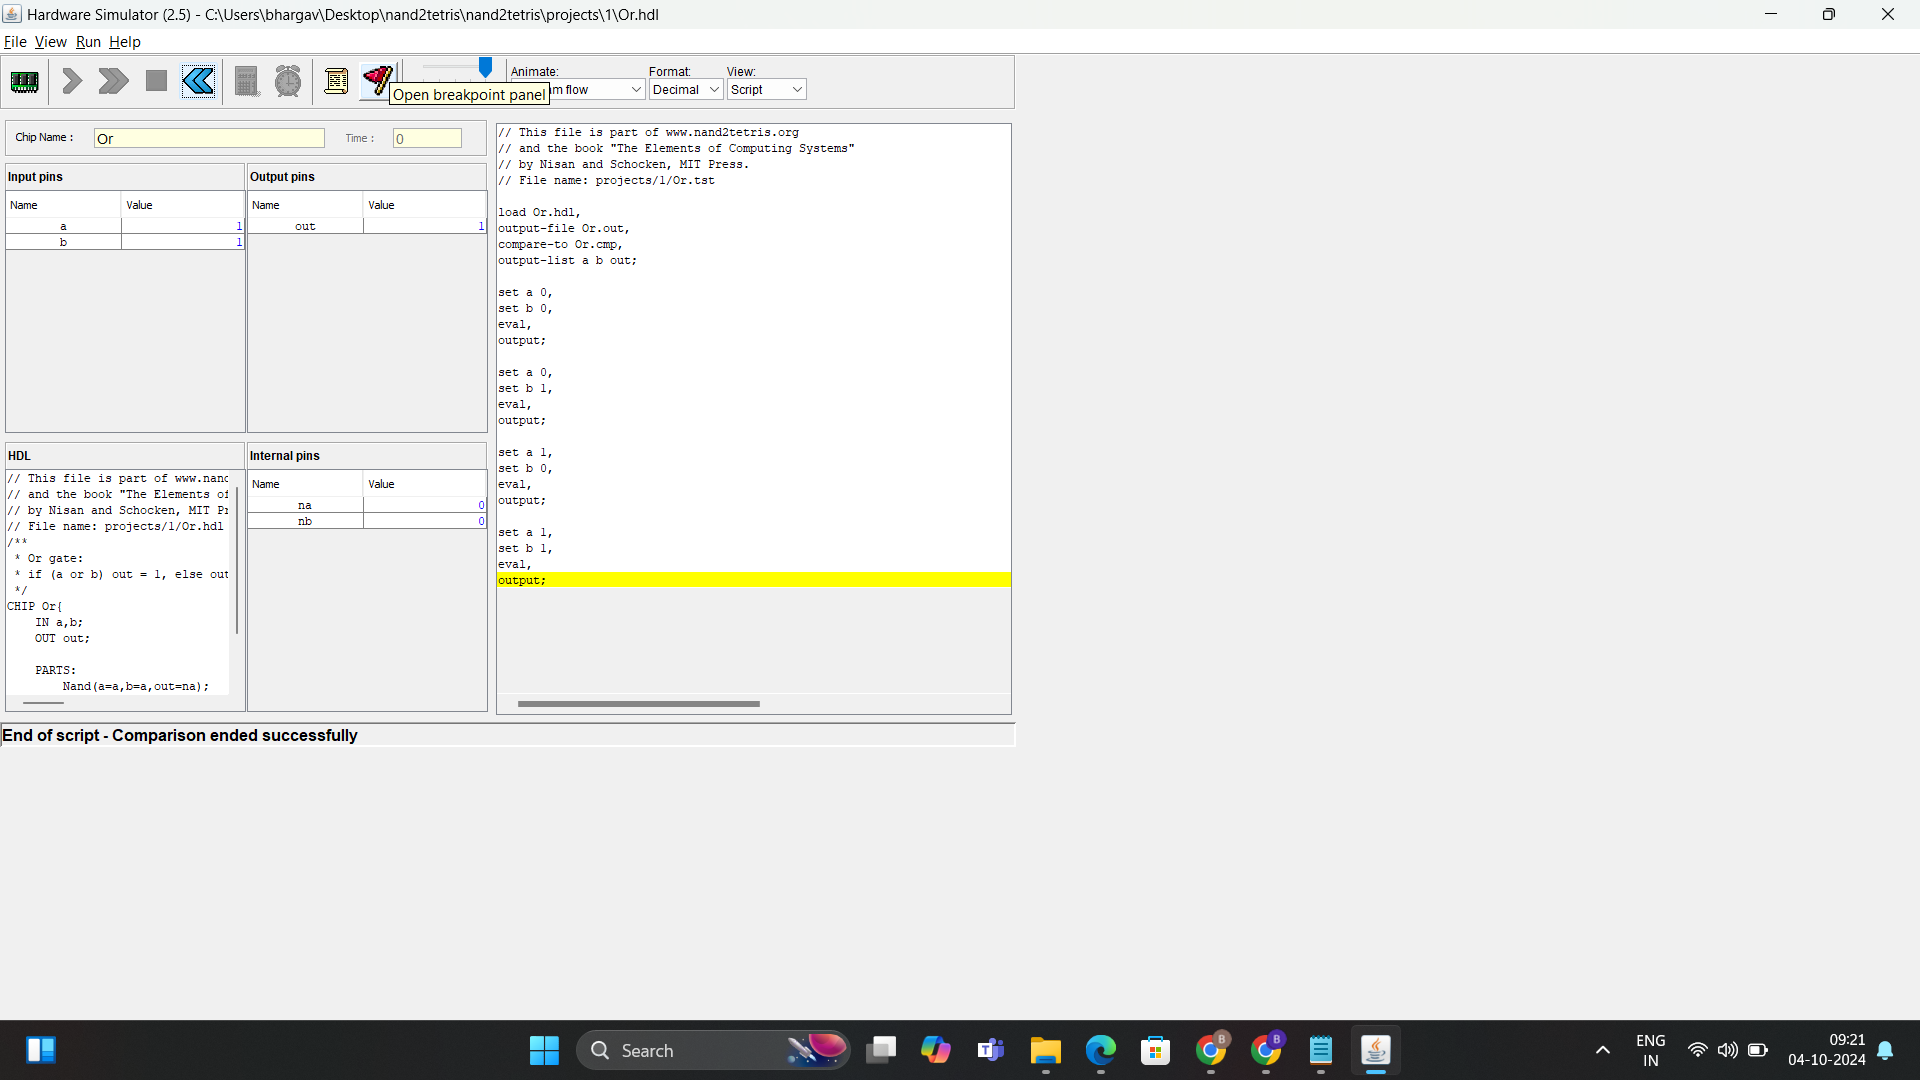 Hardware Simulator (2.5) - C:\Users\bhargav\Desktop\nand2tetris\nand2tetris\projects\1\Or.hdl
File View Run Help
Animate:
Format:
View:
m flow
Decimal
Script
Open breakpoint panel
Chip Name :
Or
Time :
0
Input pins
Name Value
a 1
b 1
Output pins
Name Value
out 1
HDL
// This file is part of www.nand
// and the book "The Elements of
// by Nisan and Schocken, MIT Pr
// File name: projects/1/Or.hdl
/**
* Or gate:
* if (a or b) out = 1, else out
*/
CHIP Or{
IN a,b;
OUT out;
PARTS:
Nand(a=a,b=a,out=na);
Internal pins
Name Value
na 0
nb 0
// This file is part of www.nand2tetris.org
// and the book "The Elements of Computing Systems"
// by Nisan and Schocken, MIT Press.
// File name: projects/1/Or.tst
load Or.hdl,
output-file Or.out,
compare-to Or.cmp,
output-list a b out;
set a 0,
set b 0,
eval,
output;
set a 0,
set b 1,
eval,
output;
set a 1,
set b 0,
eval,
output;
set a 1,
set b 1,
eval,
output;
End of script - Comparison ended successfully
Search
ENG
IN
09:21
04-10-2024